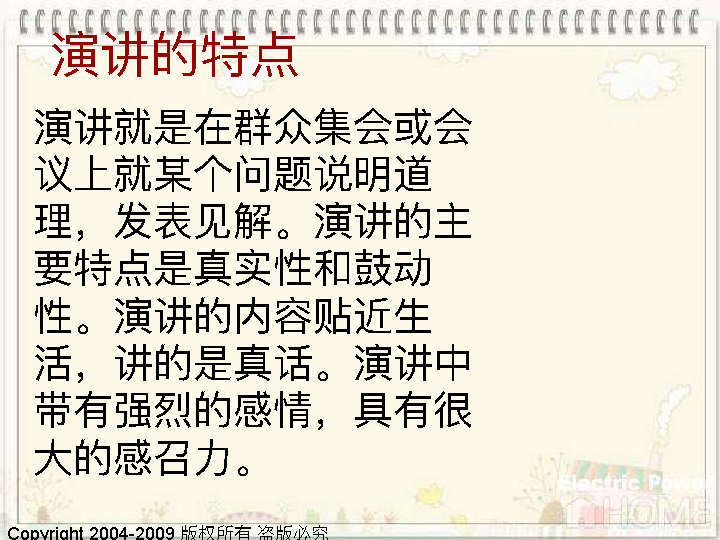 演讲的特点
演讲就是在群众集会或会
议上就某个问题说明道
理，发表见解。演讲的主
要特点是真实性和鼓动
性。演讲的内容贴近生
活，讲的是真话。演讲中
带有强烈的感情，具有很
大的感召力。
Electric Power
HOME
Copyright 2004-2009 版权所有 盗版必究